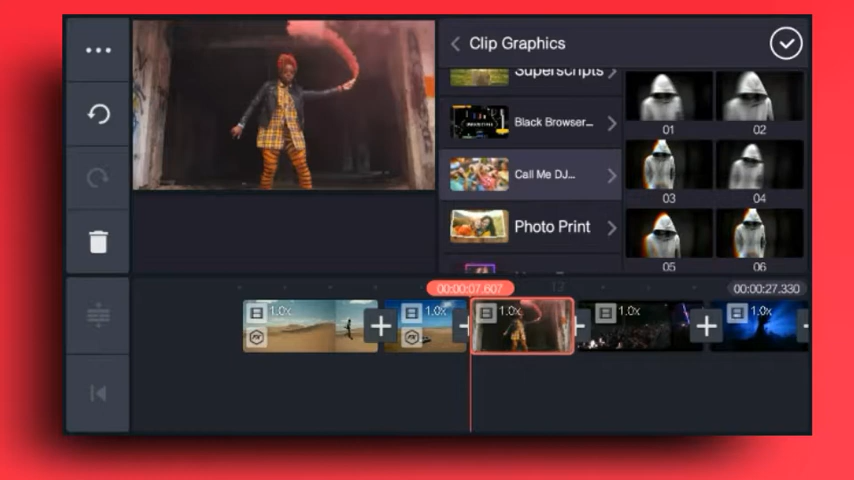 Clip Graphics
Superscripts
Black Browser...
Call Me DJ...
Photo Print
01
02
03
04
05
06
00:00:07.607
12
00:00:27.330
1.0x
1.0x
1.0x
1.0x
1.0x